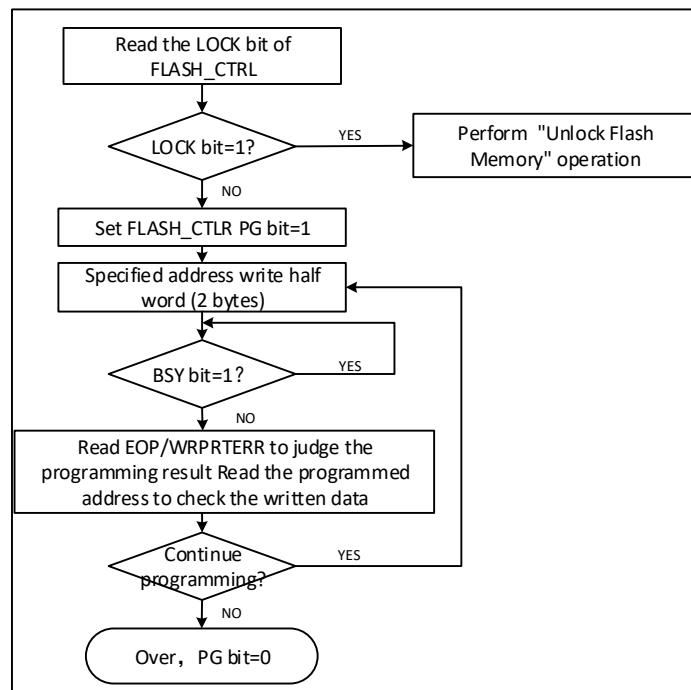 Read the LOCK bit of
FLASH_CTRL
LOCK bit=1?
YES
Perform "Unlock Flash
Memory" operation
NO
Set FLASH_CTLR PG bit=1
Specified address write half
word (2 bytes)
BSY bit=1?
YES
NO
Read EOP/WRPRTERR to judge the
programming result Read the programmed
address to check the written data
Continue
programming?
YES
NO
Over，PG bit=0